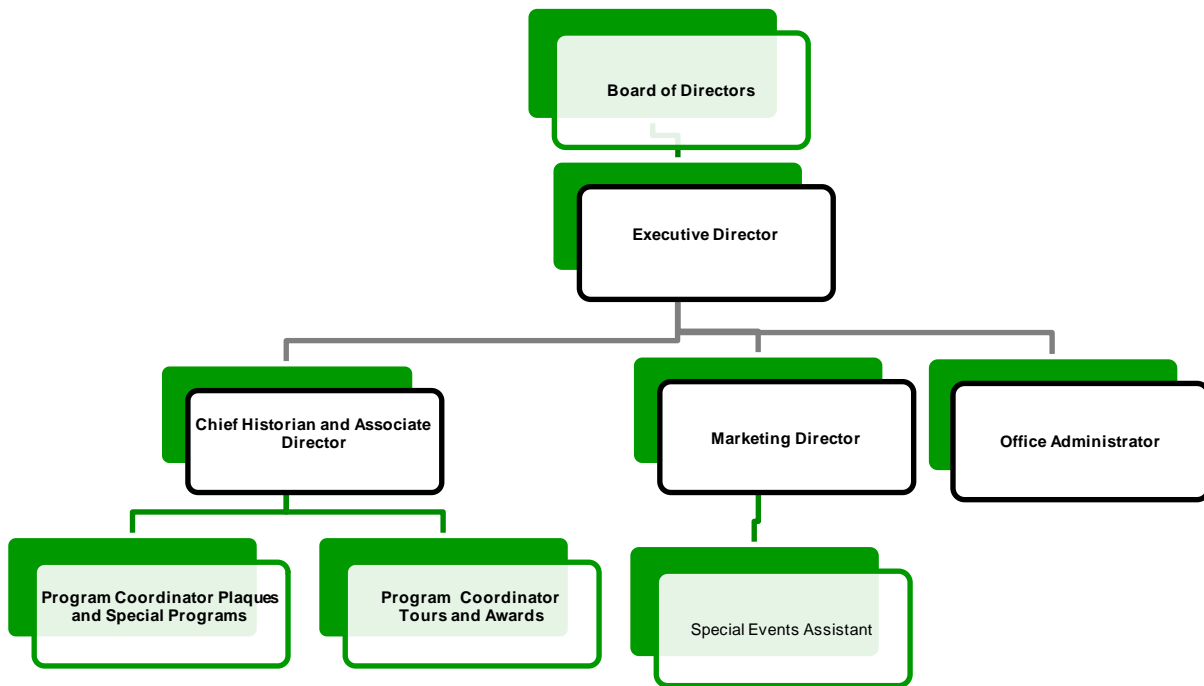 Board of Directors
Executive Director
Chief Historian and Associate
Director
Marketing Director
Office Administrator
Program Coordinator Plaques
and Special Programs
Program Coordinator
Tours and Awards
Special Events Assistant